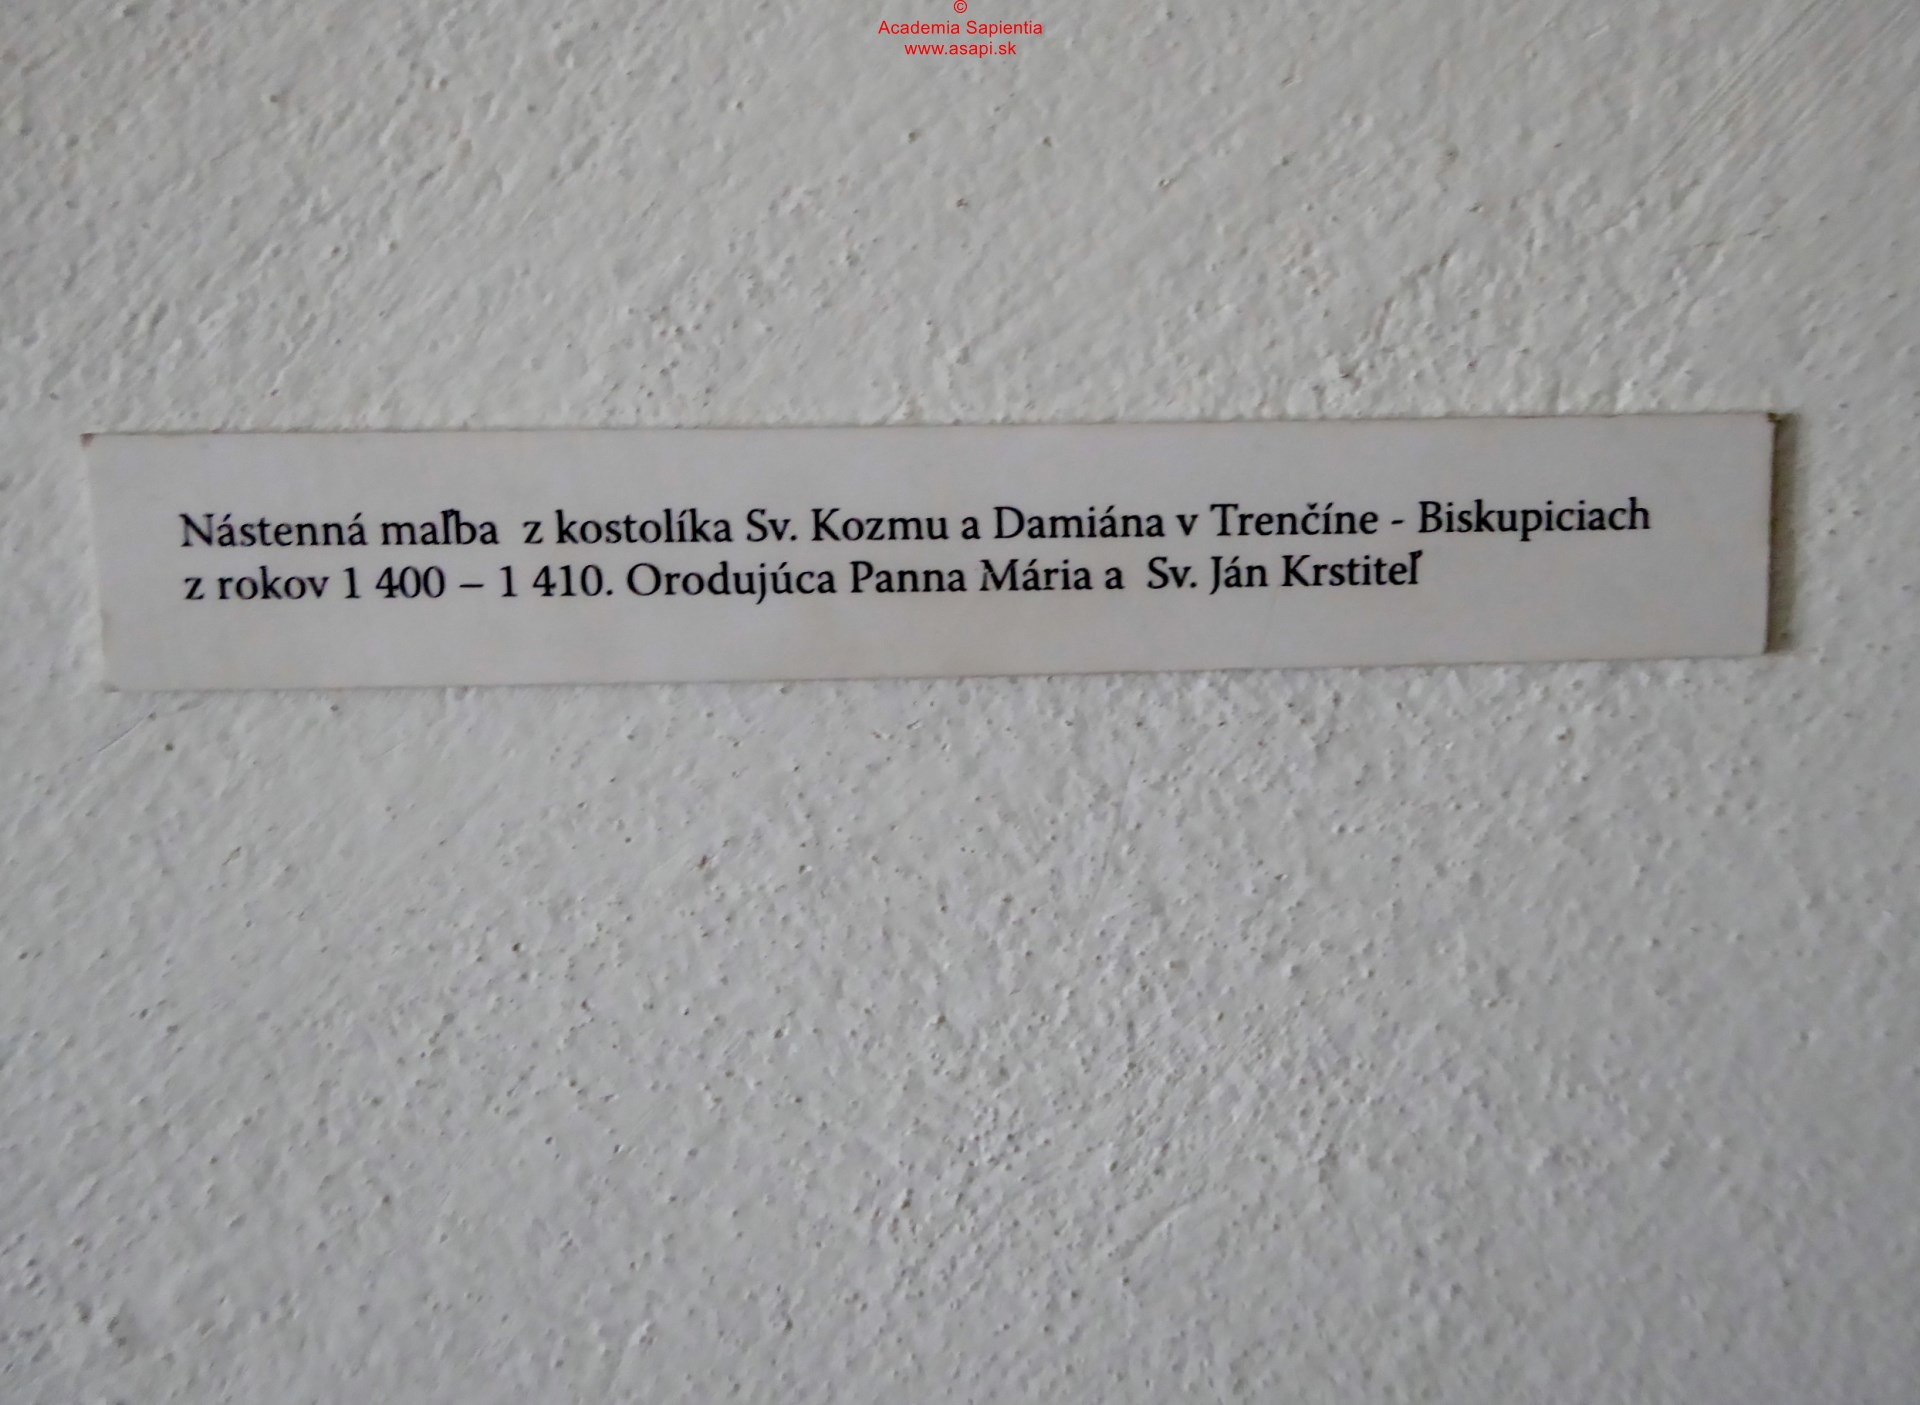 ©
Academia Sapientia
www.asapi.sk
Nástenná maľba z kostolíka Sv. Kozmu a Damiána v Trenčíne - Biskupiciach
z rokov 1 400 – 1 410. Orodujúca Panna Mária a Sv. Ján Krstiteľ